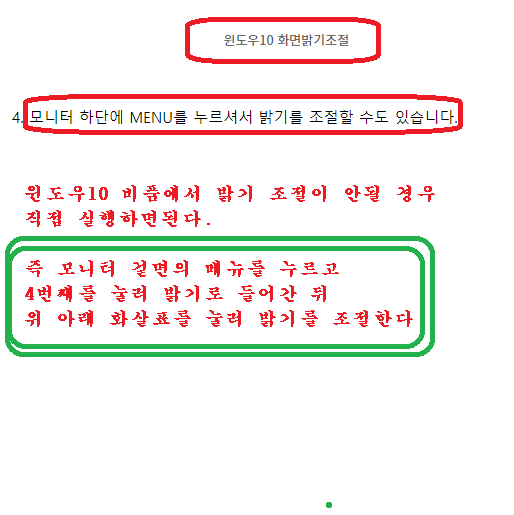 윈도우10 화면밝기조절
4. 모니터 하단에 MENU를 누르셔서 밝기를 조절할 수도 있습니다.
윈도우10 비품에서 밝기 조절이 안될 경우
직접 실행하면된다.
즉 모니터 겉면의 메뉴를 누르고
4번째를 눌러 밝기로 들어간 뒤
위 아래 화살표를 눌러 밝기를 조절한다